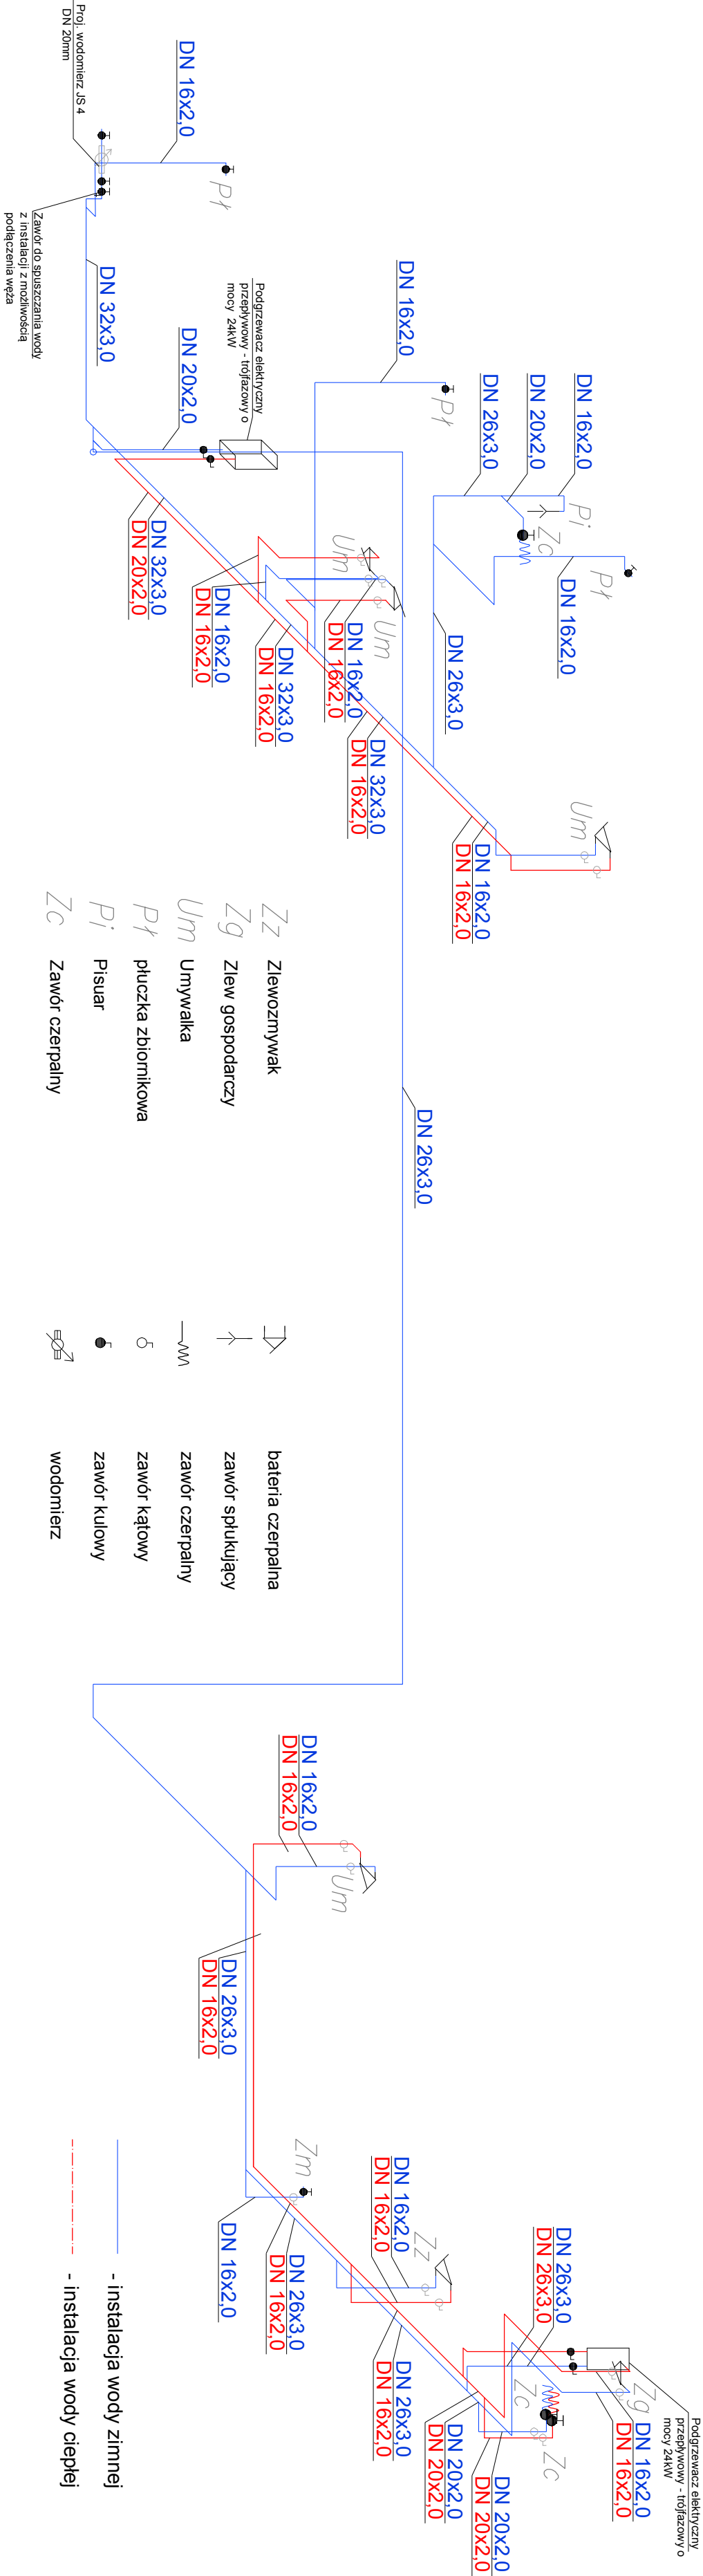 Proj. wodomierz JS 4
DN 20mm
DN 16x2,0
Pł
Zawór do spuszczania wody
z instalacji z możliwością
podłączenia węża
DN 32x3,0
DN 20x2,0
Podgrzewacz elektryczny
przepływowy - trójfazowy o
mocy 24kW
DN 16x2,0
Pł
DN 16x2,0
DN 20x2,0
DN 26x3,0
Pi
Zc
Pł
DN 16x2,0
DN 26x3,0
DN 32x3,0
DN 20x2,0
Um
Um
DN 16x2,0
DN 16x2,0
DN 16x2,0
DN 16x2,0
DN 32x3,0
DN 16x2,0
DN 32x3,0
DN 16x2,0
Um
DN 16x2,0
DN 16x2,0
DN 26x3,0
Zz Zlewozmywak
Zg Zlew gospodarczy
Um Umywalka
Pł płuczka zbiornikowa
Pi Pisuar
Zc Zawór czerpalny
bateria czerpalna
zawór spłukujący
zawór czerpalny
zawór kątowy
zawór kulowy
wodomierz
DN 16x2,0
DN 16x2,0
Um
DN 26x3,0
DN 16x2,0
Zm
DN 16x2,0
DN 26x3,0
DN 16x2,0
DN 16x2,0
DN 16x2,0
Zz
DN 26x3,0
DN 16x2,0
DN 26x3,0
DN 26x3,0
Zc
Zg
Zc
DN 20x2,0
DN 20x2,0
DN 20x2,0
DN 20x2,0
DN 16x2,0
DN 16x2,0
Podgrzewacz elektryczny
przepływowy - trójfazowy o
mocy 24kW
- instalacja wody zimnej
- instalacja wody ciepłej